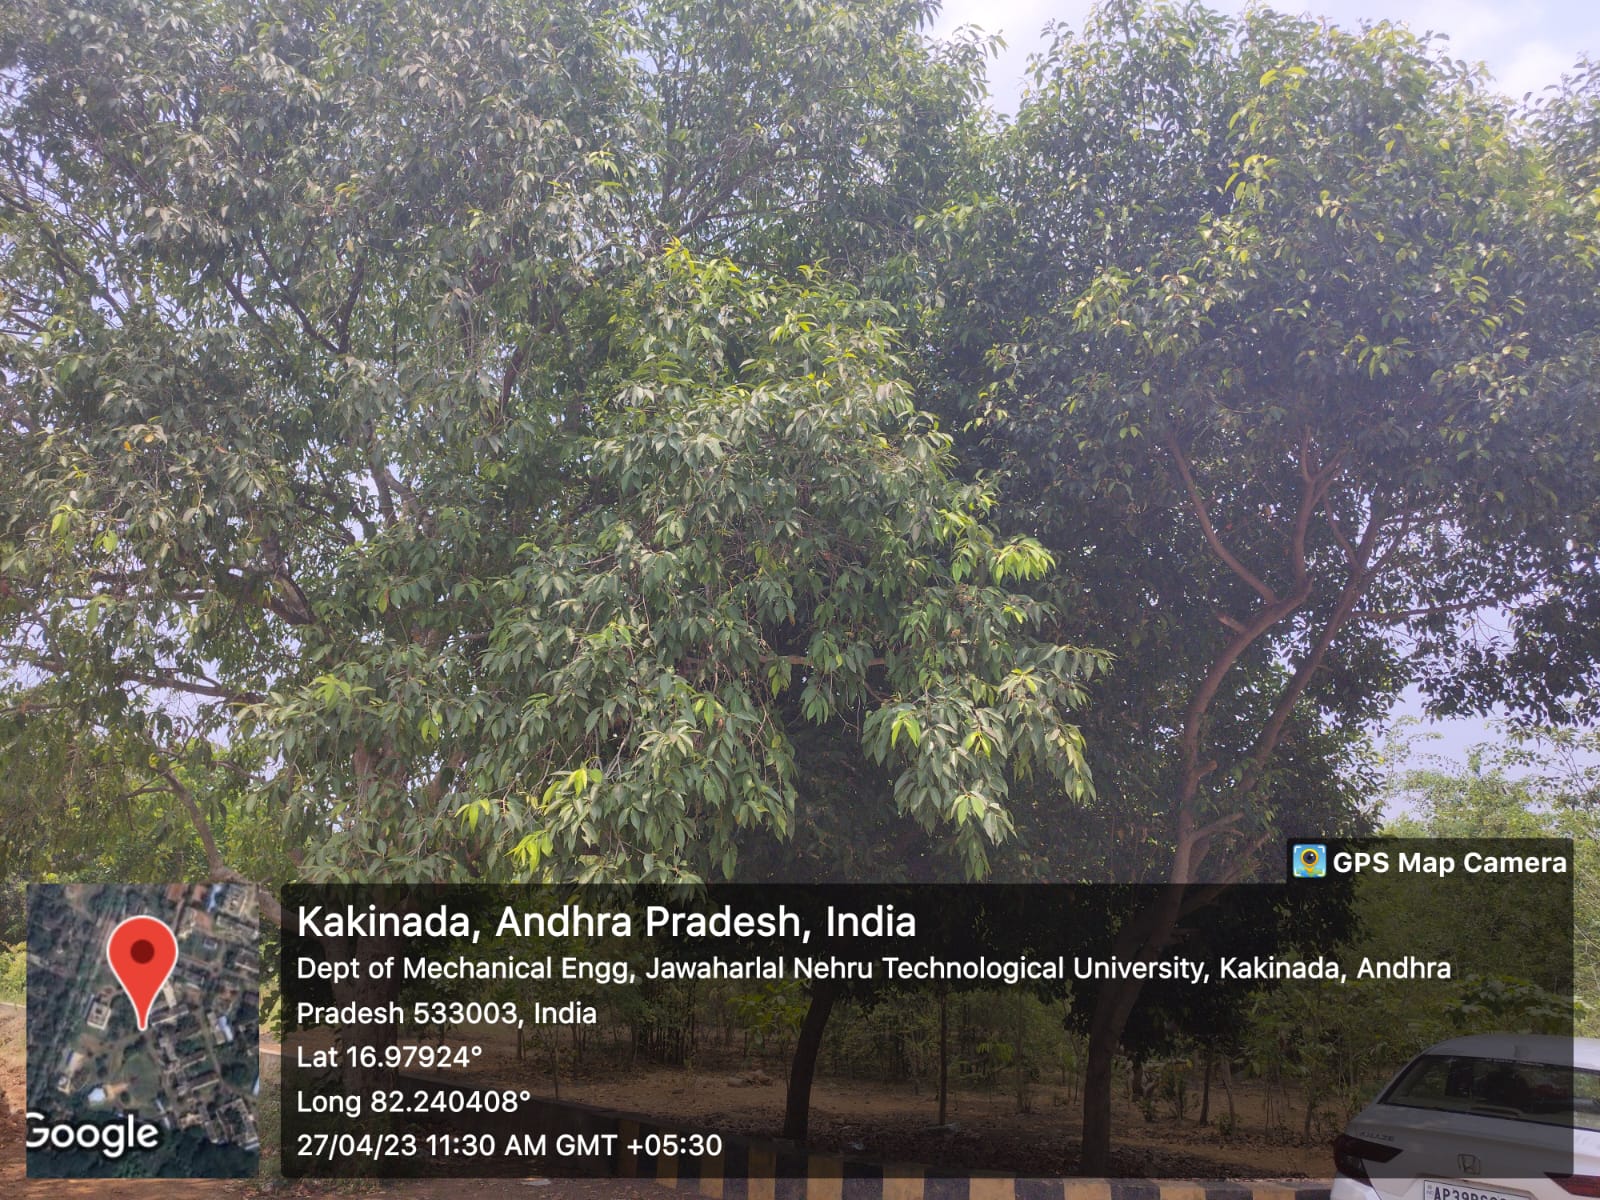 GPS Map Camera
Kakinada, Andhra Pradesh, India
Dept of Mechanical Engg, Jawaharlal Nehru Technological University, Kakinada, Andhra
Pradesh 533003, India
Lat 16.97924°
Long 82.240408°
27/04/23 11:30 AM GMT +05:30
Google
AMAZE